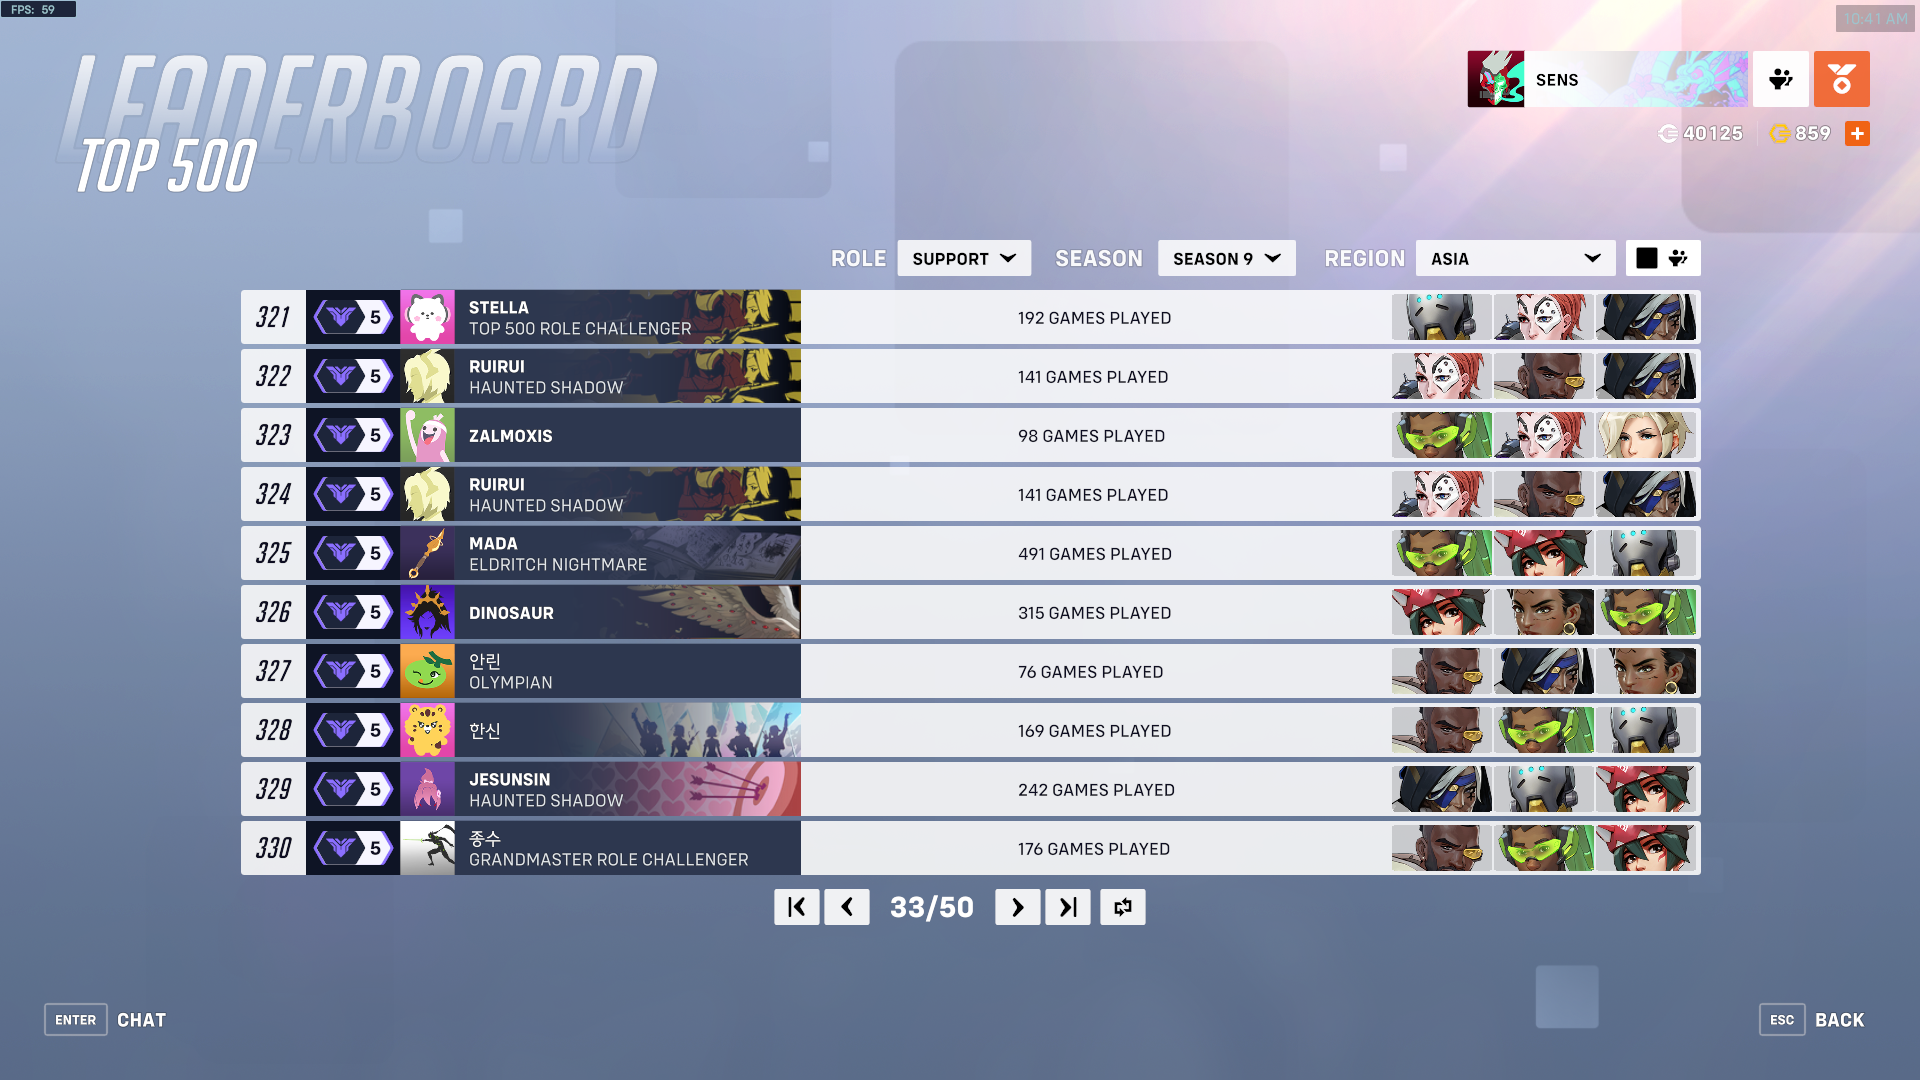 FPS: 59
10:41 AM
LEADERBOARD
TOP 500
SENS
40125
859
ROLE SUPPORT SEASON SEASON 9 REGION ASIA
321 5 STELLA
TOP 500 ROLE CHALLENGER
192 GAMES PLAYED
322 5 RUIRUI
HAUNTED SHADOW
141 GAMES PLAYED
323 5 ZALMOXIS
98 GAMES PLAYED
324 5 RUIRUI
HAUNTED SHADOW
141 GAMES PLAYED
325 5 MADA
ELDRITCH NIGHTMARE
491 GAMES PLAYED
326 5 DINOSAUR
315 GAMES PLAYED
327 5 안린
OLYMPIAN
76 GAMES PLAYED
328 5 한신
169 GAMES PLAYED
329 5 JESUNSIN
HAUNTED SHADOW
242 GAMES PLAYED
330 5 종수
GRANDMASTER ROLE CHALLENGER
176 GAMES PLAYED
33/50
ENTER CHAT
ESC BACK